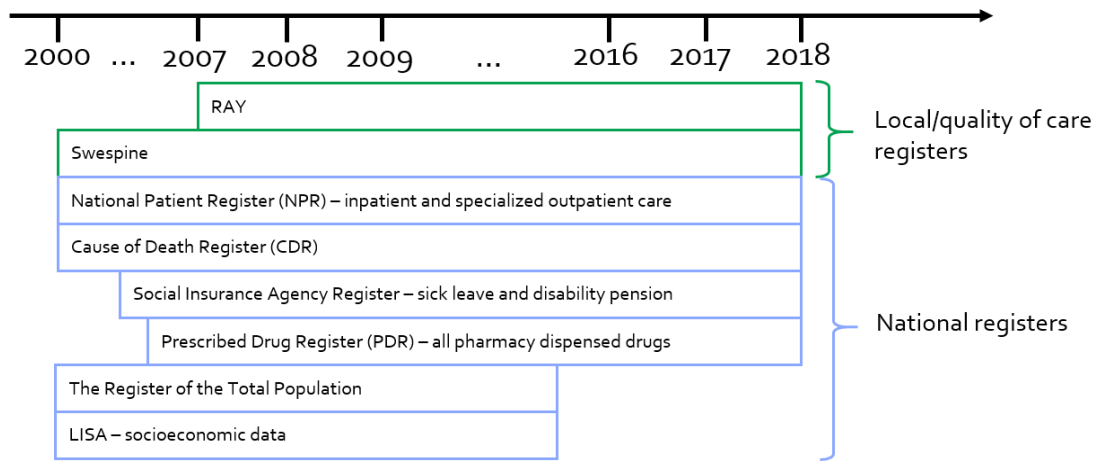 2000 ... 2007 2008 2009 ... 2016 2017 2018
RAY
Swespine
Local/quality of care
registers
National Patient Register (NPR) – inpatient and specialized outpatient care
Cause of Death Register (CDR)
Social Insurance Agency Register – sick leave and disability pension
Prescribed Drug Register (PDR) – all pharmacy dispensed drugs
The Register of the Total Population
LISA – socioeconomic data
National registers